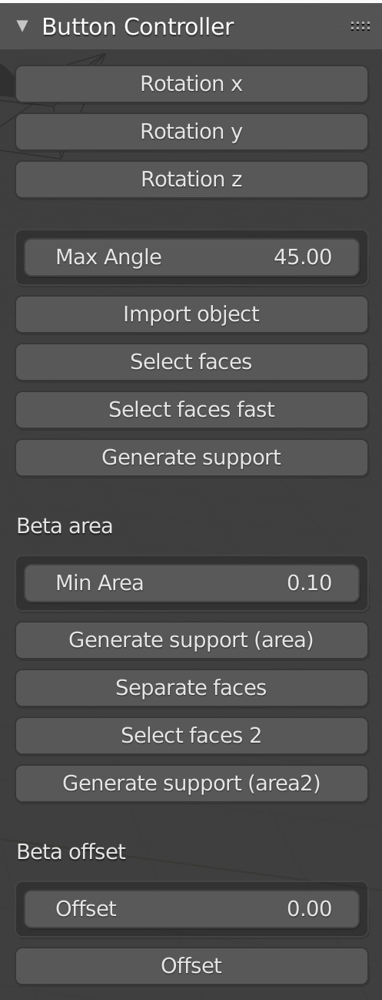 Button Controller
Rotation x
Rotation y
Rotation z
Max Angle 45.00
Import object
Select faces
Select faces fast
Generate support
Beta area
Min Area 0.10
Generate support (area)
Separate faces
Select faces 2
Generate support (area2)
Beta offset
Offset 0.00
Offset